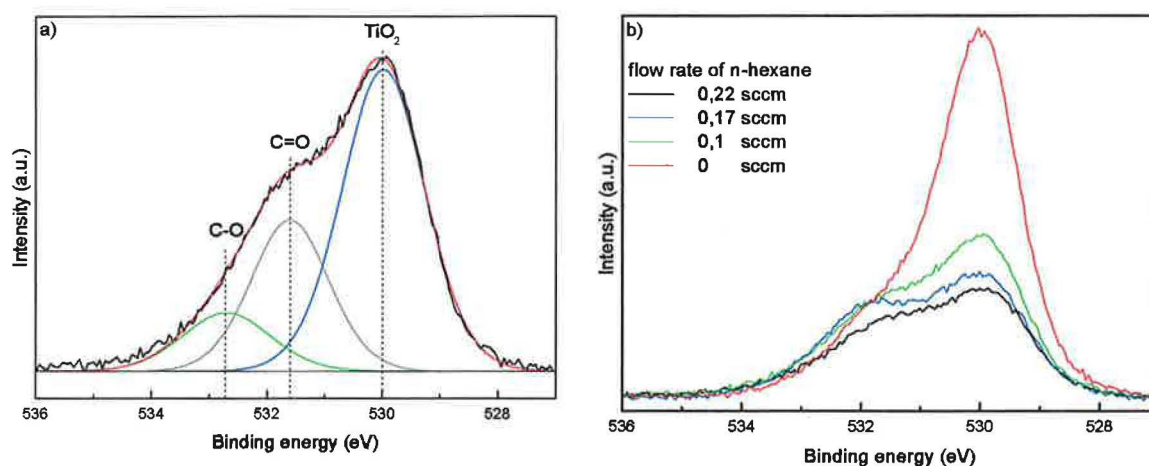 a)
TiO2
C=O
C-O
Intensity (a.u.)
536 534 532 530 528
Binding energy (eV)
b)
flow rate of n-hexane
0,22 sccm
0,17 sccm
0,1 sccm
0 sccm
Intensity (a.u.)
536 534 532 530 528
Binding energy (eV)